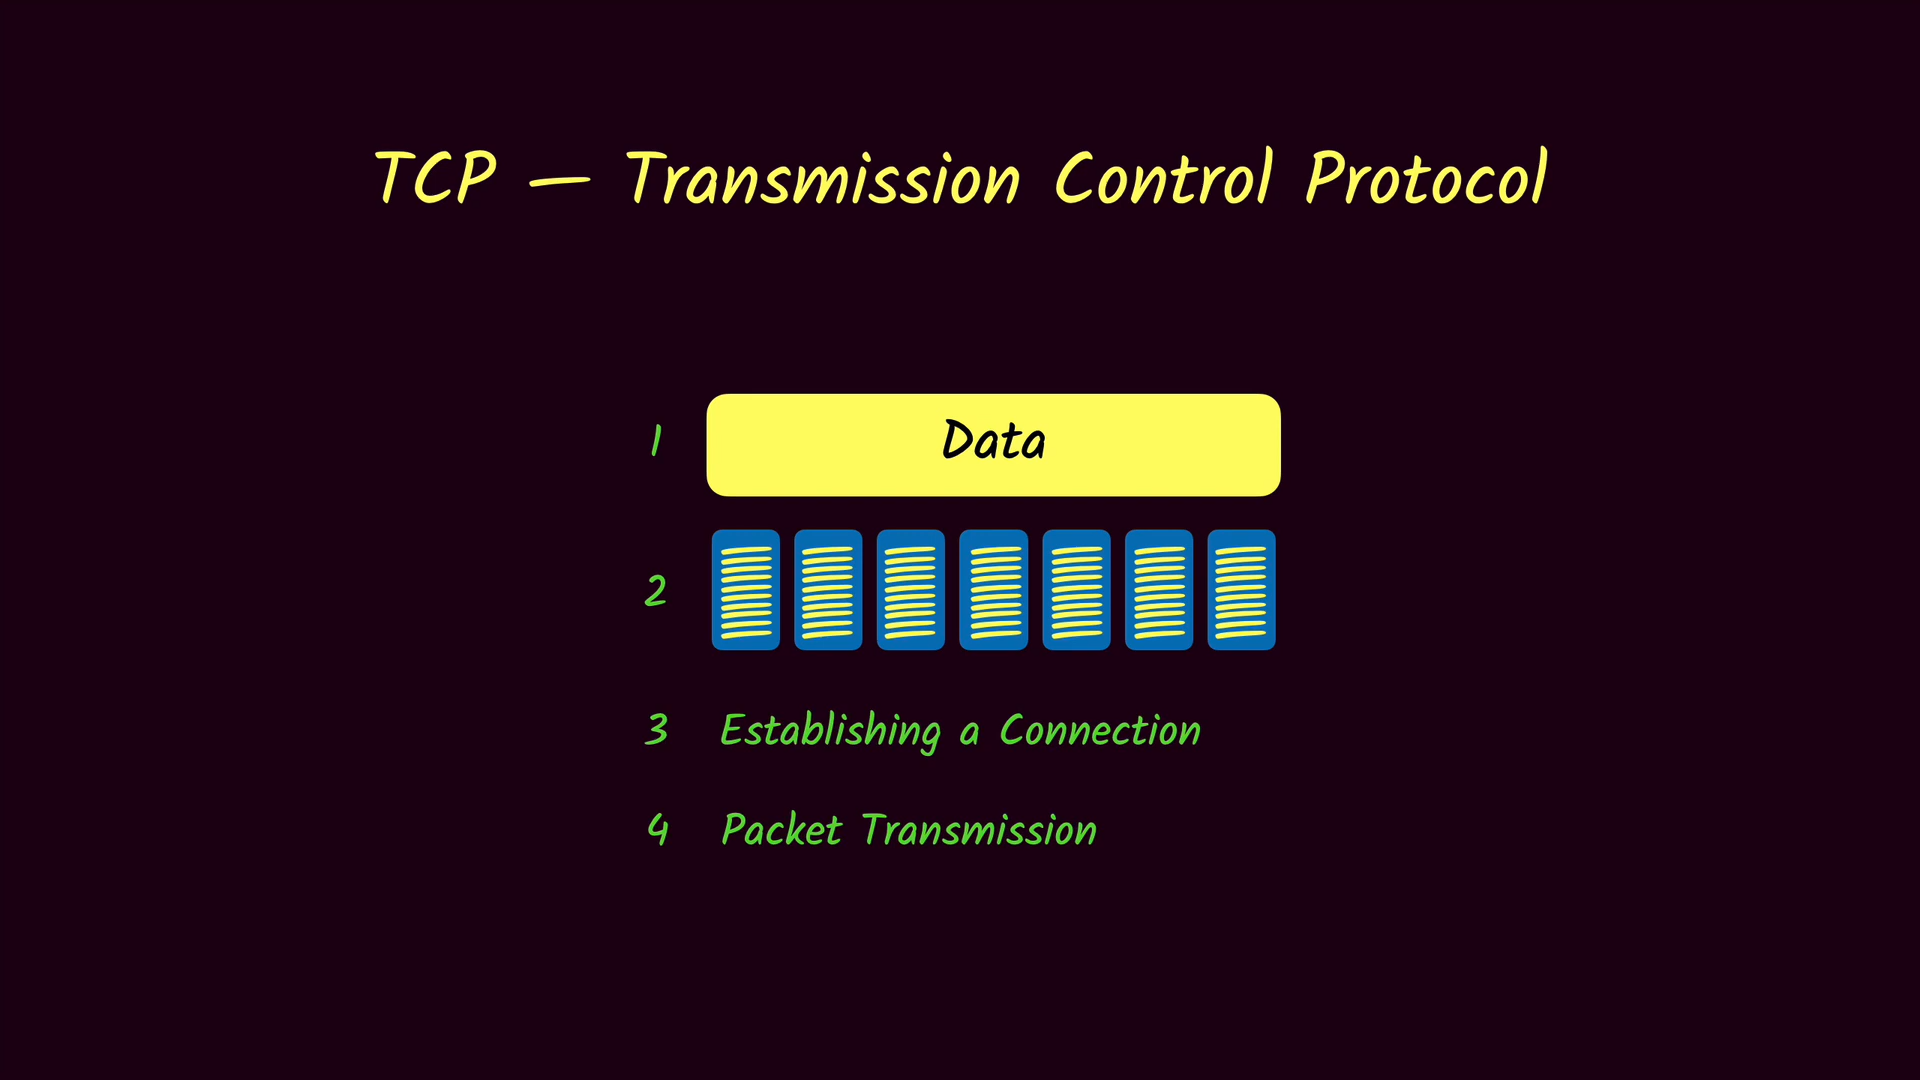 TCP — Transmission Control Protocol
1 Data
2
3 Establishing a Connection
4 Packet Transmission